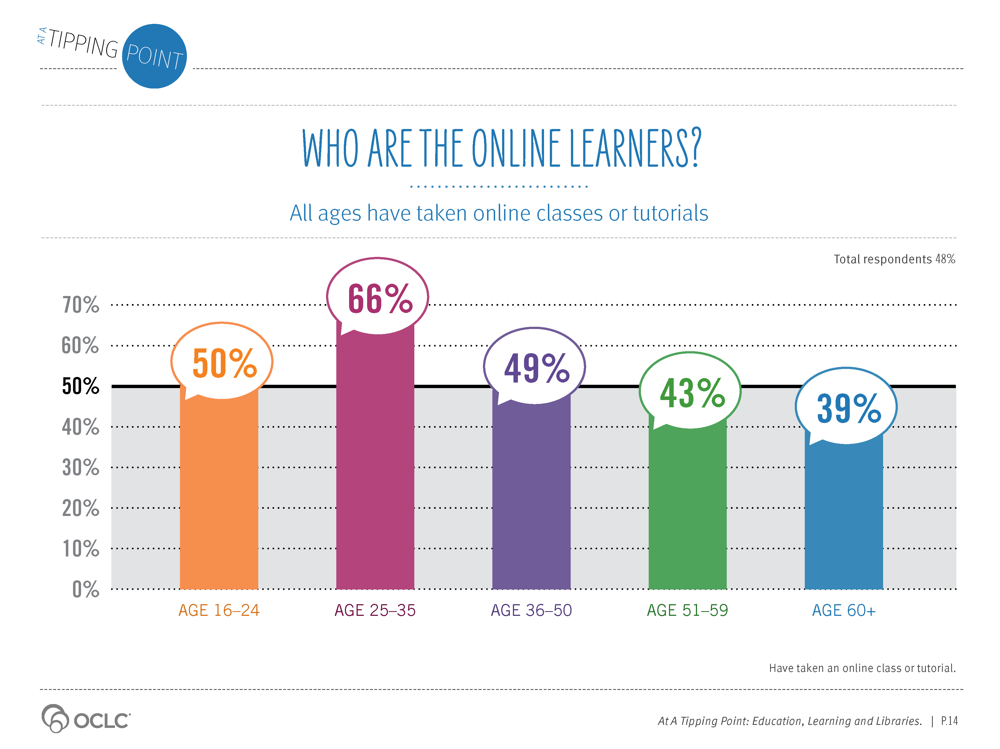 AT A TIPPING POINT
WHO ARE THE ONLINE LEARNERS?
All ages have taken online classes or tutorials
Total respondents 48%
70%
60%
50%
40%
30%
20%
10%
0%
50%
66%
49%
43%
39%
AGE 16–24
AGE 25–35
AGE 36–50
AGE 51–59
AGE 60+
Have taken an online class or tutorial.
OCLC
At A Tipping Point: Education, Learning and Libraries. | P.14